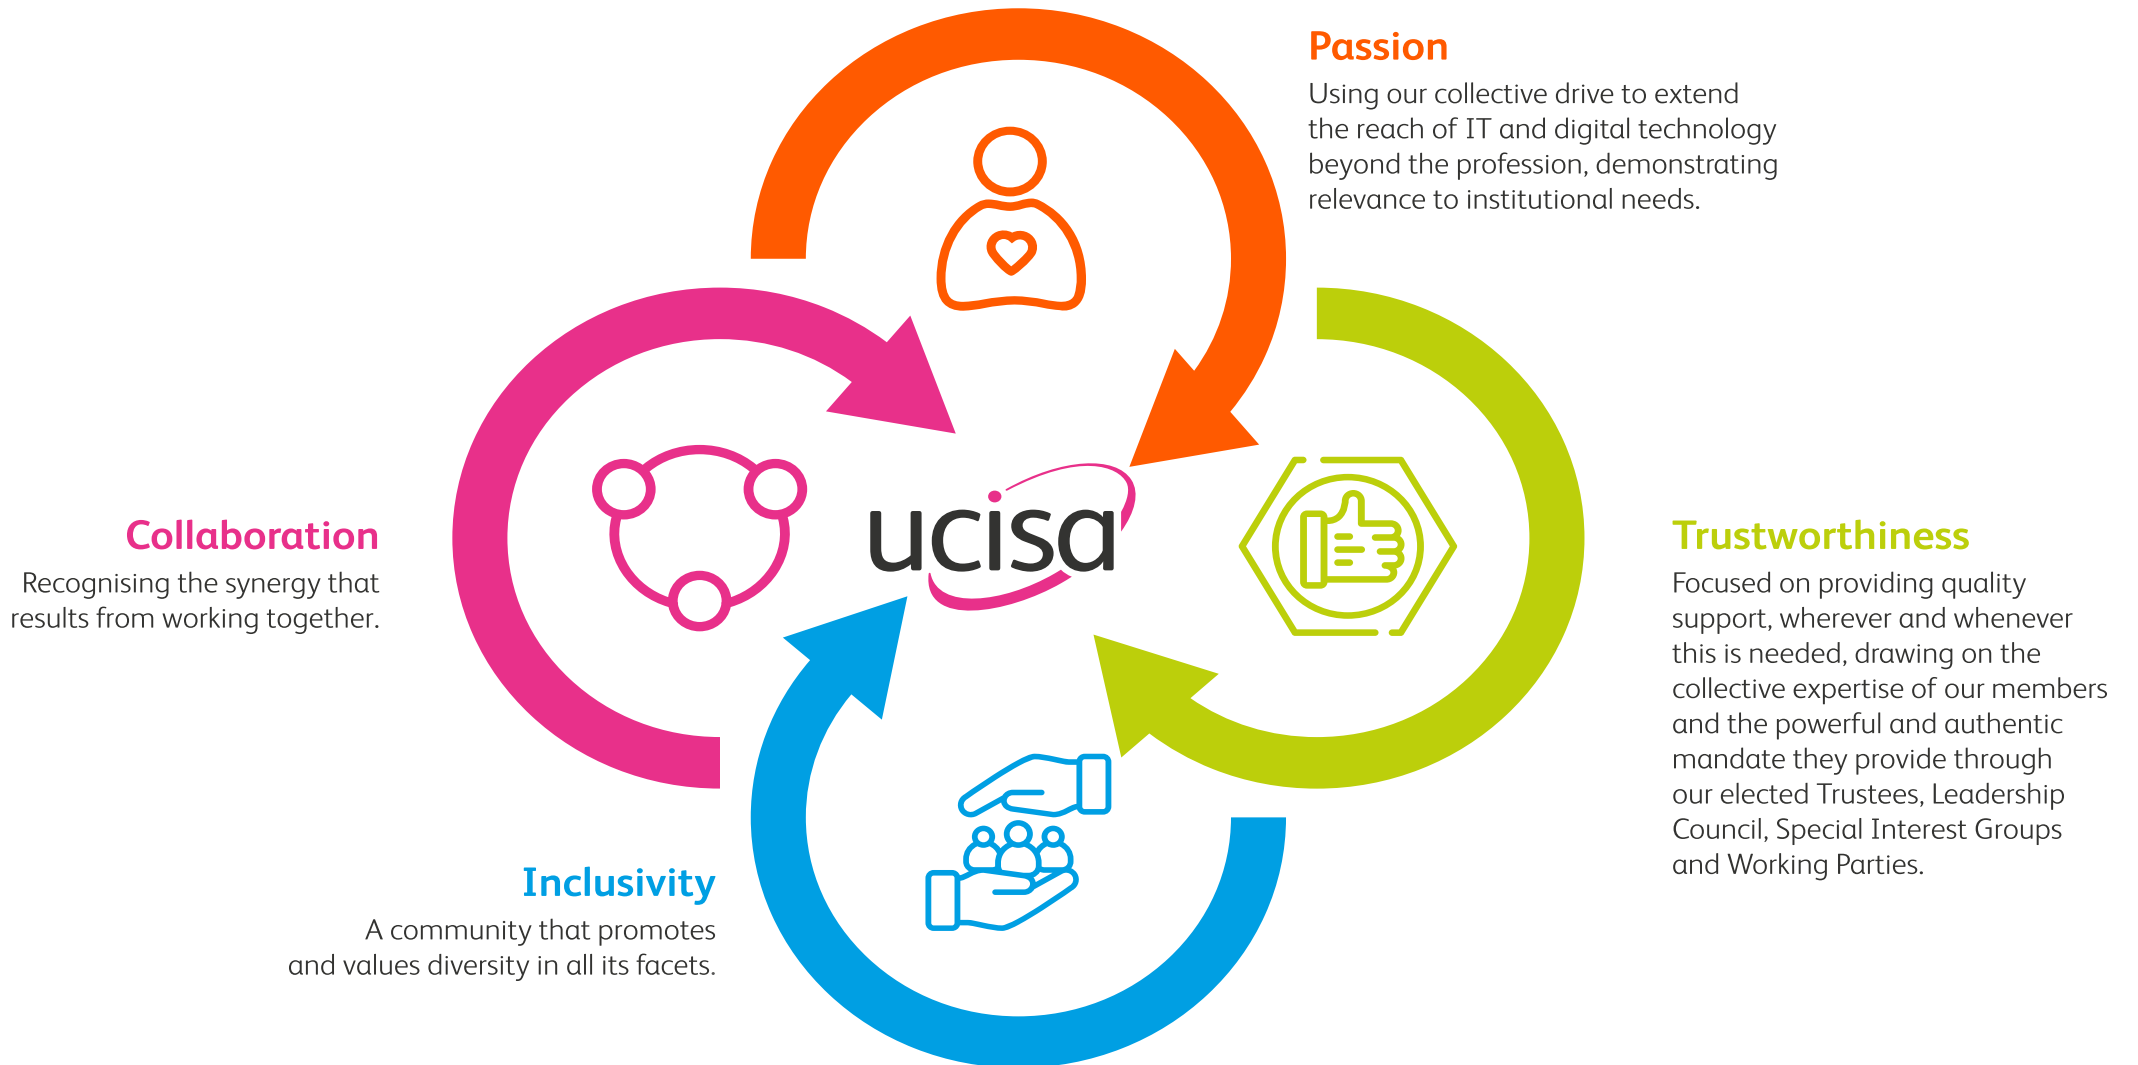 Passion
Using our collective drive to extend
the reach of IT and digital technology
beyond the profession, demonstrating
relevance to institutional needs.
Collaboration
Recognising the synergy that
results from working together.
ucisa
Trustworthiness
Focused on providing quality
support, wherever and whenever
this is needed, drawing on the
collective expertise of our members
and the powerful and authentic
mandate they provide through
our elected Trustees, Leadership
Council, Special Interest Groups
and Working Parties.
Inclusivity
A community that promotes
and values diversity in all its facets.